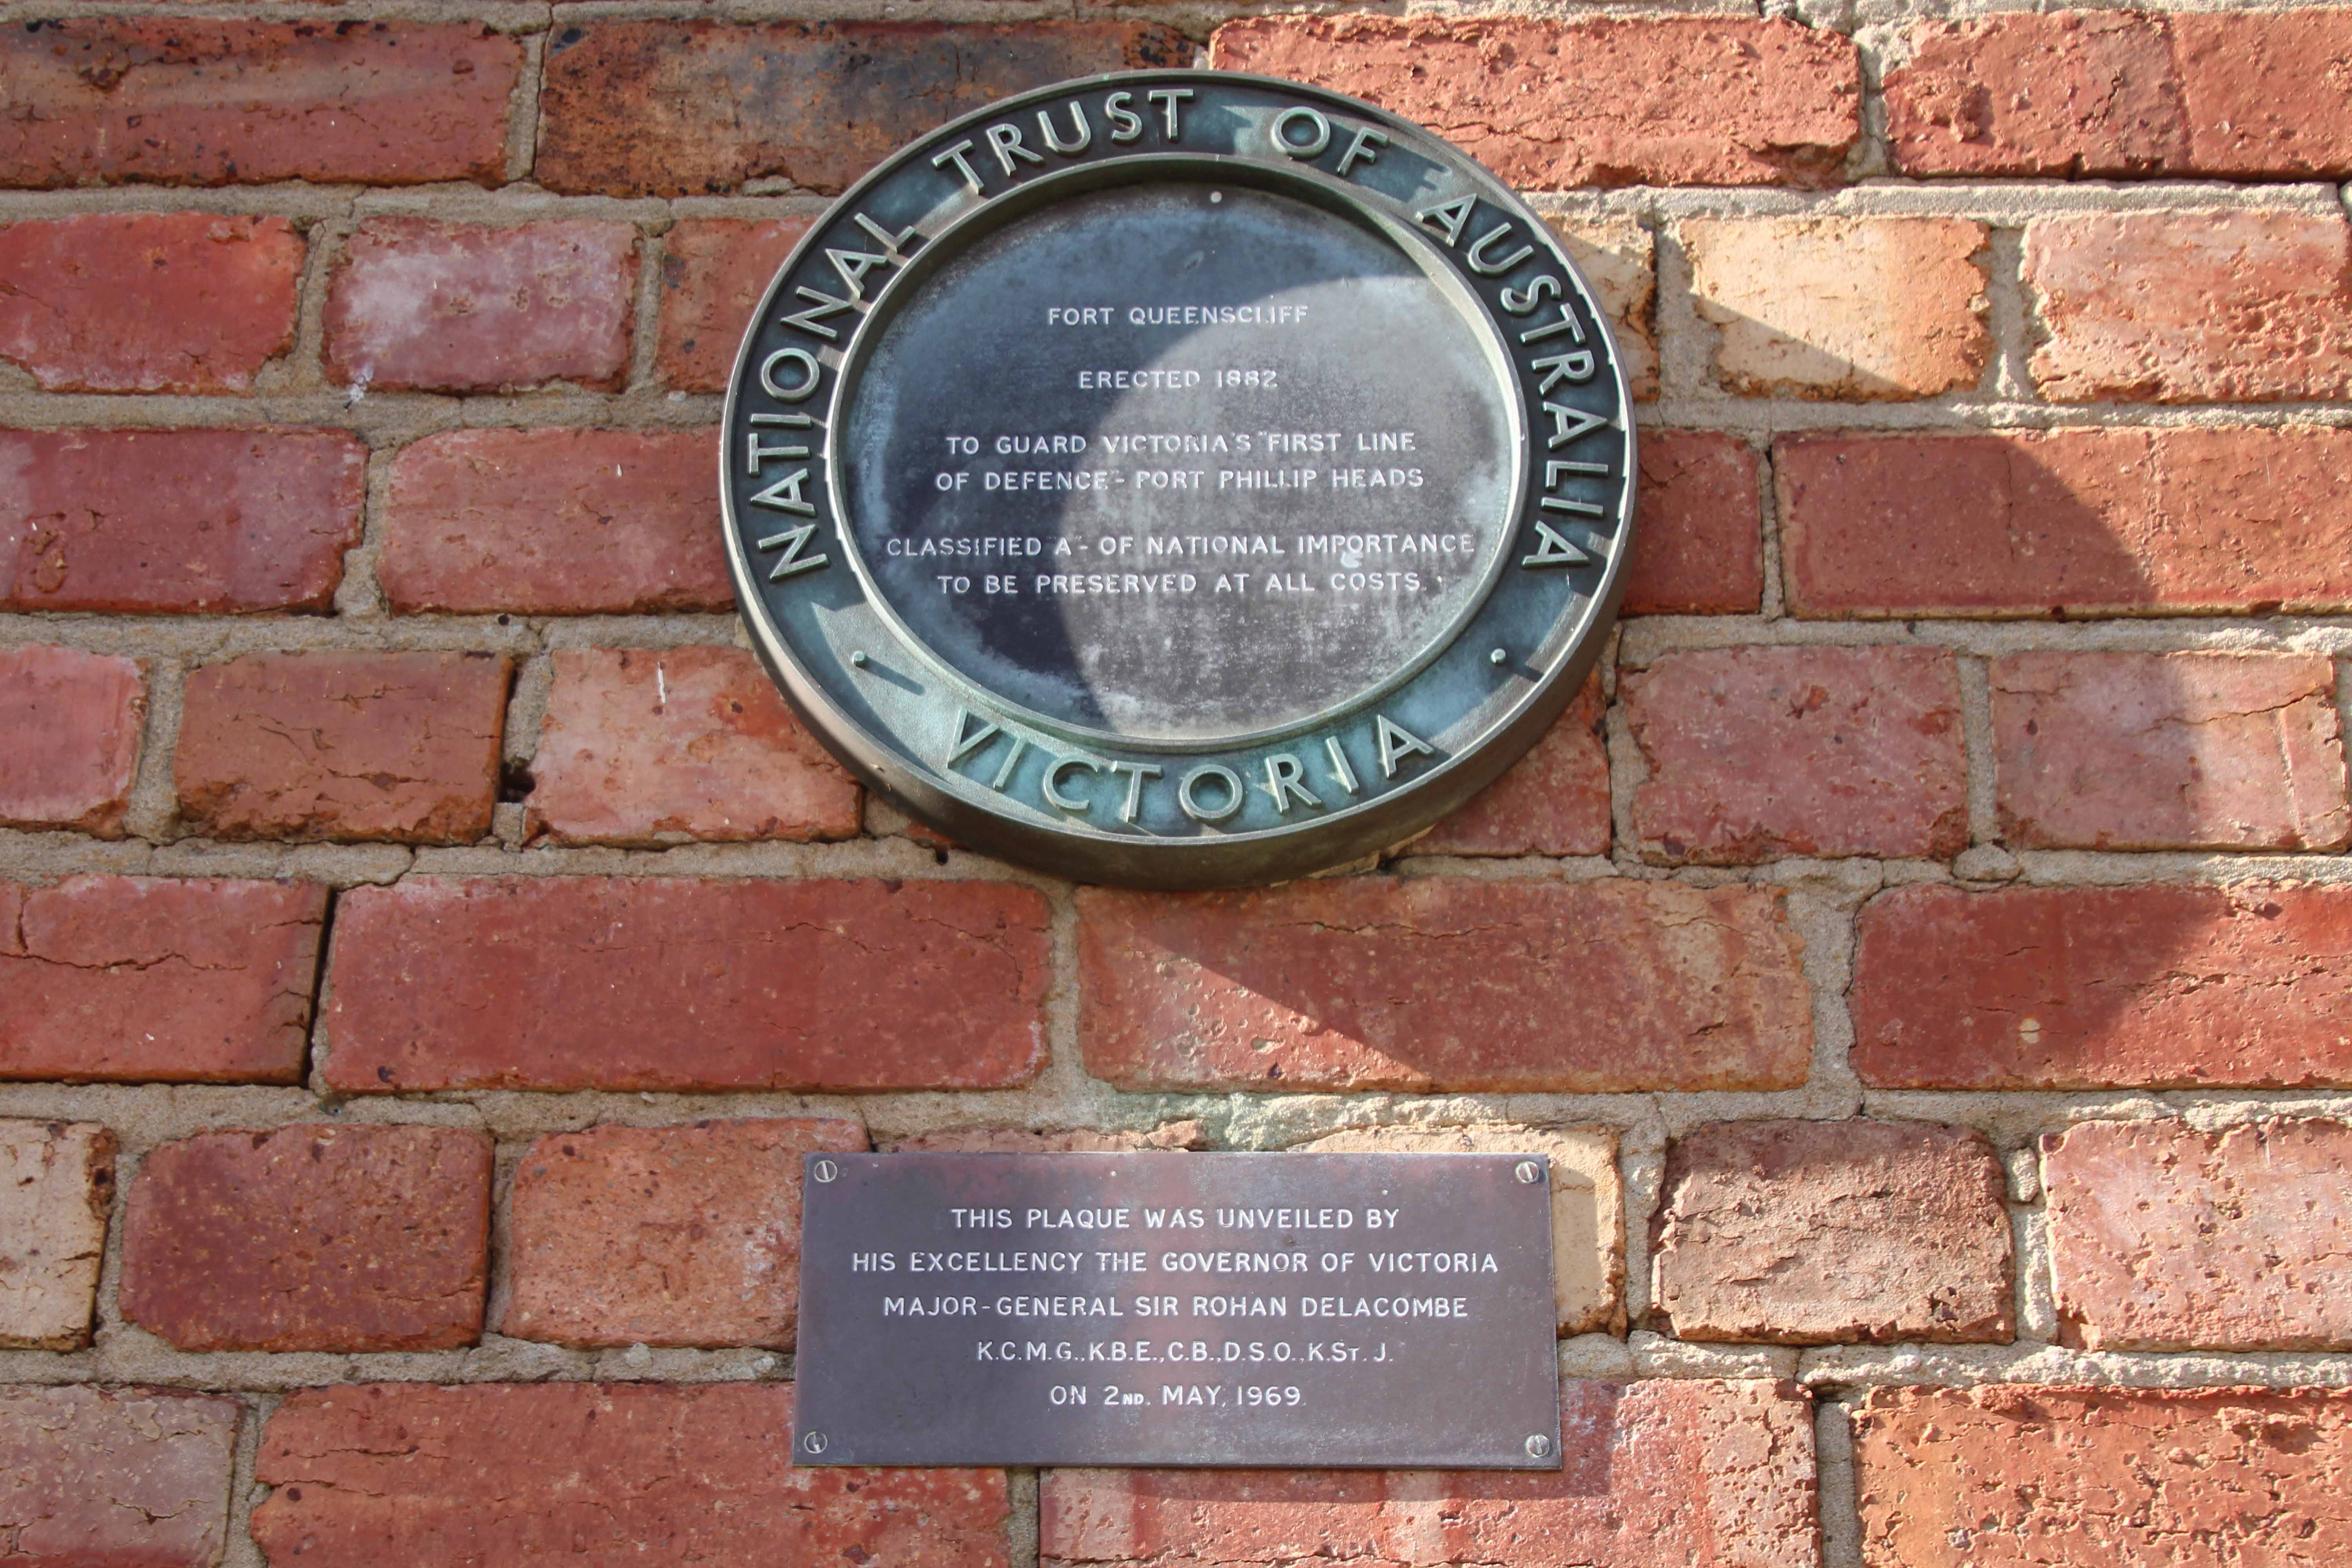 NATIONAL TRUST OF AUSTRALIA
FORT QUEENSCLIFF
ERECTED 1882
TO GUARD VICTORIA'S "FIRST LINE
OF DEFENCE"- PORT PHILLIP HEADS
CLASSIFIED "A"- OF NATIONAL IMPORTANCE
TO BE PRESERVED AT ALL COSTS.
VICTORIA
THIS PLAQUE WAS UNVEILED BY
HIS EXCELLENCY THE GOVERNOR OF VICTORIA
MAJOR-GENERAL SIR ROHAN DELACOMBE
K.C.M.G., K.B.E., C.B., D.S.O., K.ST. J.
ON 2ND. MAY, 1969.